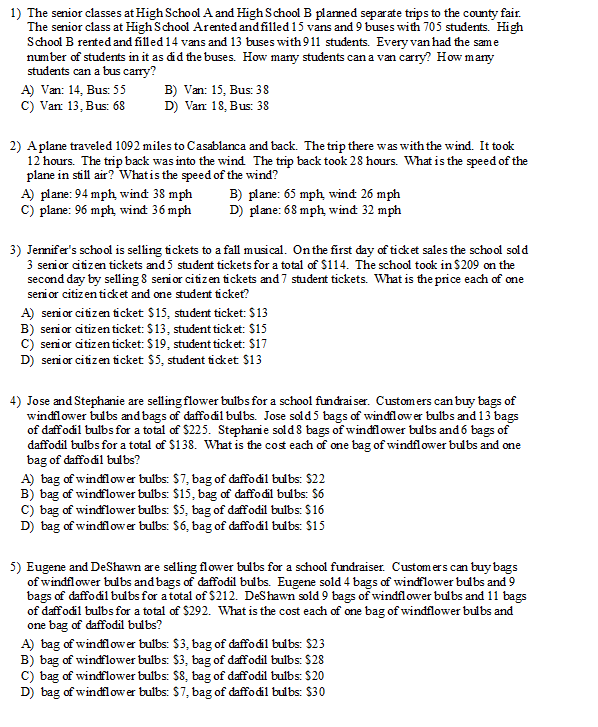 1) The senior classes at High School A and High School B planned separate trips to the county fair.
The senior class at High School A rented and filled 15 vans and 9 buses with 705 students. High
School B rented and filled 14 vans and 13 buses with 911 students. Every van had the same
number of students in it as did the buses. How many students can a van carry? How many
students can a bus carry?
A) Van: 14, Bus: 55 B) Van: 15, Bus: 38
C) Van: 13, Bus: 68 D) Van: 18, Bus: 38
2) A plane traveled 1092 miles to Casablanca and back. The trip there was with the wind. It took
12 hours. The trip back was into the wind. The trip back took 28 hours. What is the speed of the
plane in still air? What is the speed of the wind?
A) plane: 94 mph, wind: 38 mph B) plane: 65 mph, wind: 26 mph
C) plane: 96 mph, wind: 36 mph D) plane: 68 mph, wind: 32 mph
3) Jennifer's school is selling tickets to a fall musical. On the first day of ticket sales the school sold
3 senior citizen tickets and 5 student tickets for a total of $114. The school took in $209 on the
second day by selling 8 senior citizen tickets and 7 student tickets. What is the price each of one
senior citizen ticket and one student ticket?
A) senior citizen ticket: $15, student ticket: $13
B) senior citizen ticket: $13, student ticket: $15
C) senior citizen ticket: $19, student ticket: $17
D) senior citizen ticket: $5, student ticket: $13
4) Jose and Stephanie are selling flower bulbs for a school fundraiser. Customers can buy bags of
windflower bulbs and bags of daffodil bulbs. Jose sold 5 bags of windflower bulbs and 13 bags
of daffodil bulbs for a total of $225. Stephanie sold 8 bags of windflower bulbs and 6 bags of
daffodil bulbs for a total of $138. What is the cost each of one bag of windflower bulbs and one
bag of daffodil bulbs?
A) bag of windflower bulbs: $7, bag of daffodil bulbs: $22
B) bag of windflower bulbs: $15, bag of daffodil bulbs: $6
C) bag of windflower bulbs: $5, bag of daffodil bulbs: $16
D) bag of windflower bulbs: $6, bag of daffodil bulbs: $15
5) Eugene and DeShawn are selling flower bulbs for a school fundraiser. Customers can buy bags
of windflower bulbs and bags of daffodil bulbs. Eugene sold 4 bags of windflower bulbs and 9
bags of daffodil bulbs for a total of $212. DeShawn sold 9 bags of windflower bulbs and 11 bags
of daffodil bulbs for a total of $292. What is the cost each of one bag of windflower bulbs and
one bag of daffodil bulbs?
A) bag of windflower bulbs: $3, bag of daffodil bulbs: $23
B) bag of windflower bulbs: $3, bag of daffodil bulbs: $28
C) bag of windflower bulbs: $8, bag of daffodil bulbs: $20
D) bag of windflower bulbs: $7, bag of daffodil bulbs: $30